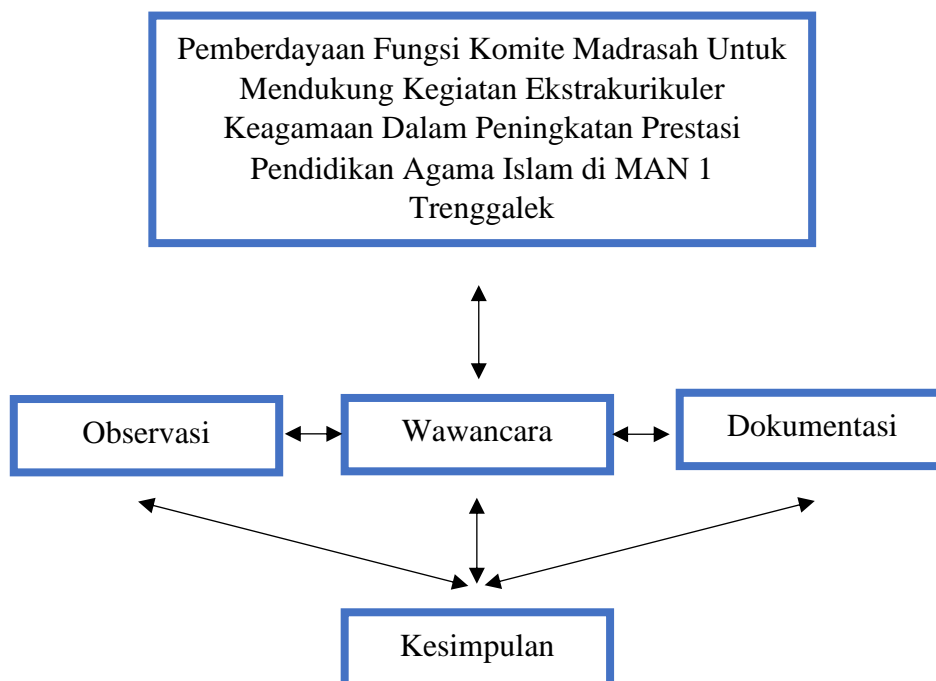 Pemberdayaan Fungsi Komite Madrasah Untuk
Mendukung Kegiatan Ekstrakurikuler
Keagamaan Dalam Peningkatan Prestasi
Pendidikan Agama Islam di MAN 1
Trenggalek
Observasi
Wawancara
Dokumentasi
Kesimpulan